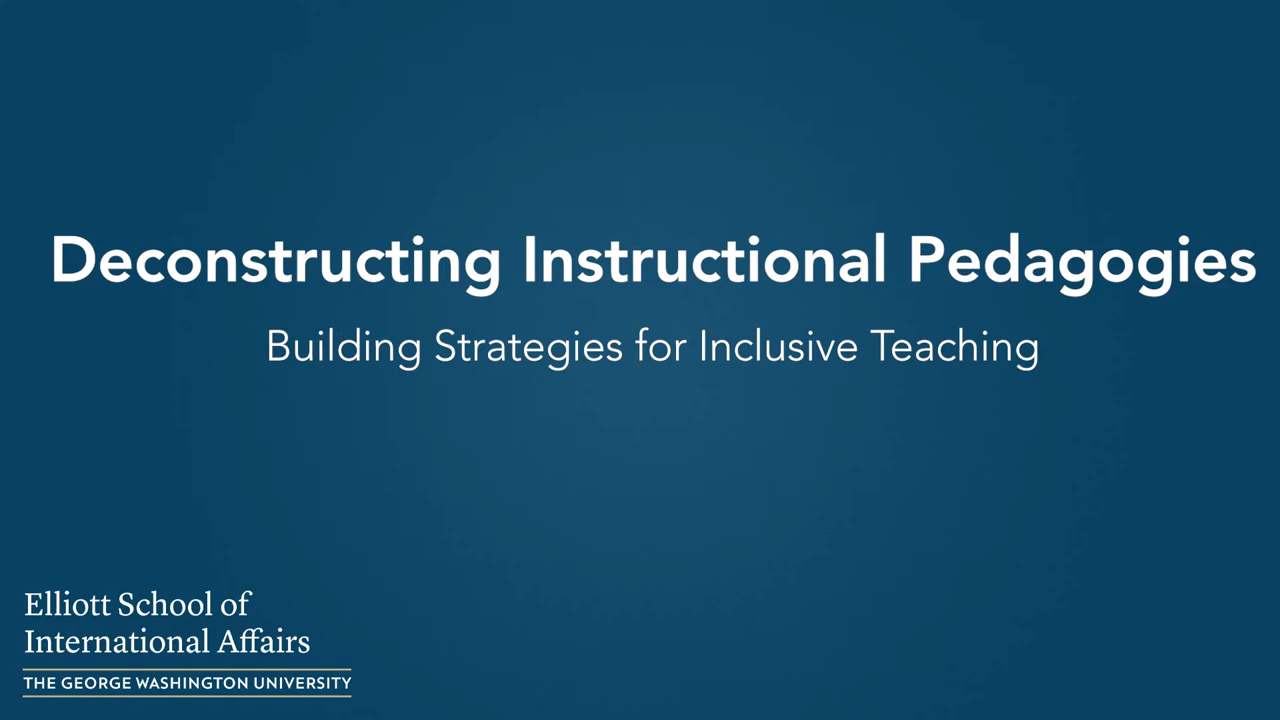 Deconstructing Instructional Pedagogies
Building Strategies for Inclusive Teaching
Elliott School of
International Affairs
THE GEORGE WASHINGTON UNIVERSITY